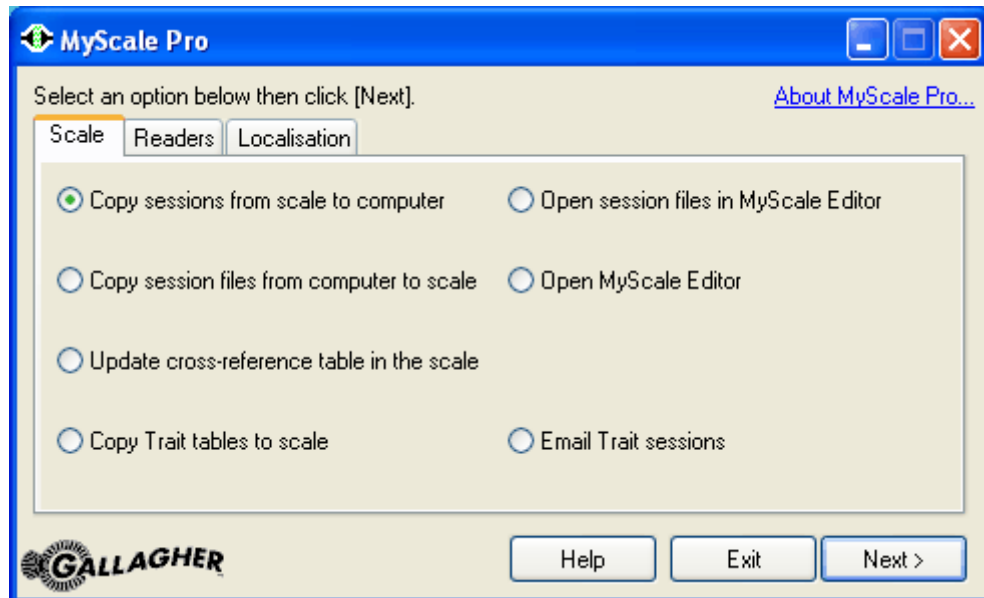 MyScale Pro
Select an option below then click [Next].
About MyScale Pro...
Scale
Readers
Localisation
Copy sessions from scale to computer
Open session files in MyScale Editor
Copy session files from computer to scale
Open MyScale Editor
Update cross-reference table in the scale
Copy Trait tables to scale
Email Trait sessions
GALLAGHER
Help
Exit
Next >